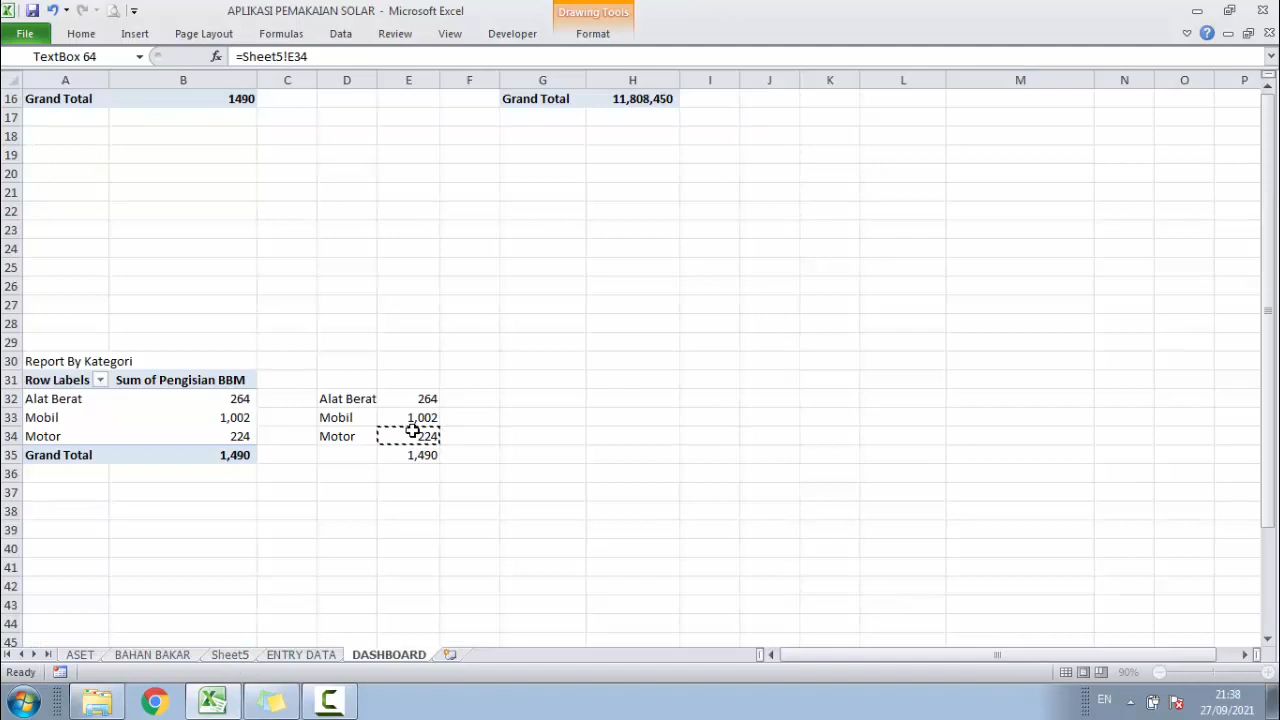 APLIKASI PEMAKAIAN SOLAR - Microsoft Excel
Drawing Tools
File Home Insert Page Layout Formulas Data Review View Developer Format
TextBox 64 fx =Sheet5!E34
A B C D E F G H I J K L M N O P
16 Grand Total 1490 Grand Total 11,808,450
17
18
19
20
21
22
23
24
25
26
27
28
29
30 Report By Kategori
31 Row Labels Sum of Pengisian BBM
32 Alat Berat 264 Alat Berat 264
33 Mobil 1,002 Mobil 1,002
34 Motor 224 Motor 224
35 Grand Total 1,490 1,490
36
37
38
39
40
41
42
43
44
45
ASET BAHAN BAKAR Sheet5 ENTRY DATA DASHBOARD
Ready 90%
EN 21:38
27/09/2021